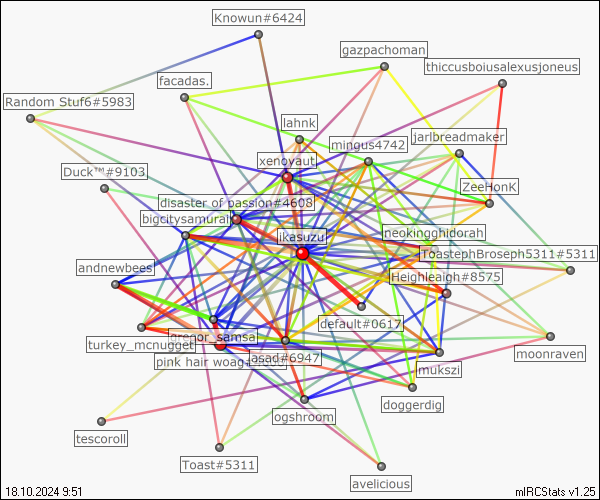 Knowun#6424
gazpachoman
thiccusboiusalexusjoneus
facadas.
Random Stuf6#5983
lahnk
jarlbreadmaker
mingus4742
xenoyaut
Duck™#9103
ZeeHonK
disaster of passion#4608
bigcitysamurai
neokinghidorah
ikasuzu
ToastephBroseph5311#5311
andnewbees
Heighleaigh#8575
default#0617
gregor_samsa
turkey_mcnugget
moonraven
pink hair woag
jasad#6947
mukszi
doggerdig
ogshroom
tescoroll
Toast#5311
avelicious
18.10.2024 9:51
mIRCStats v1.25